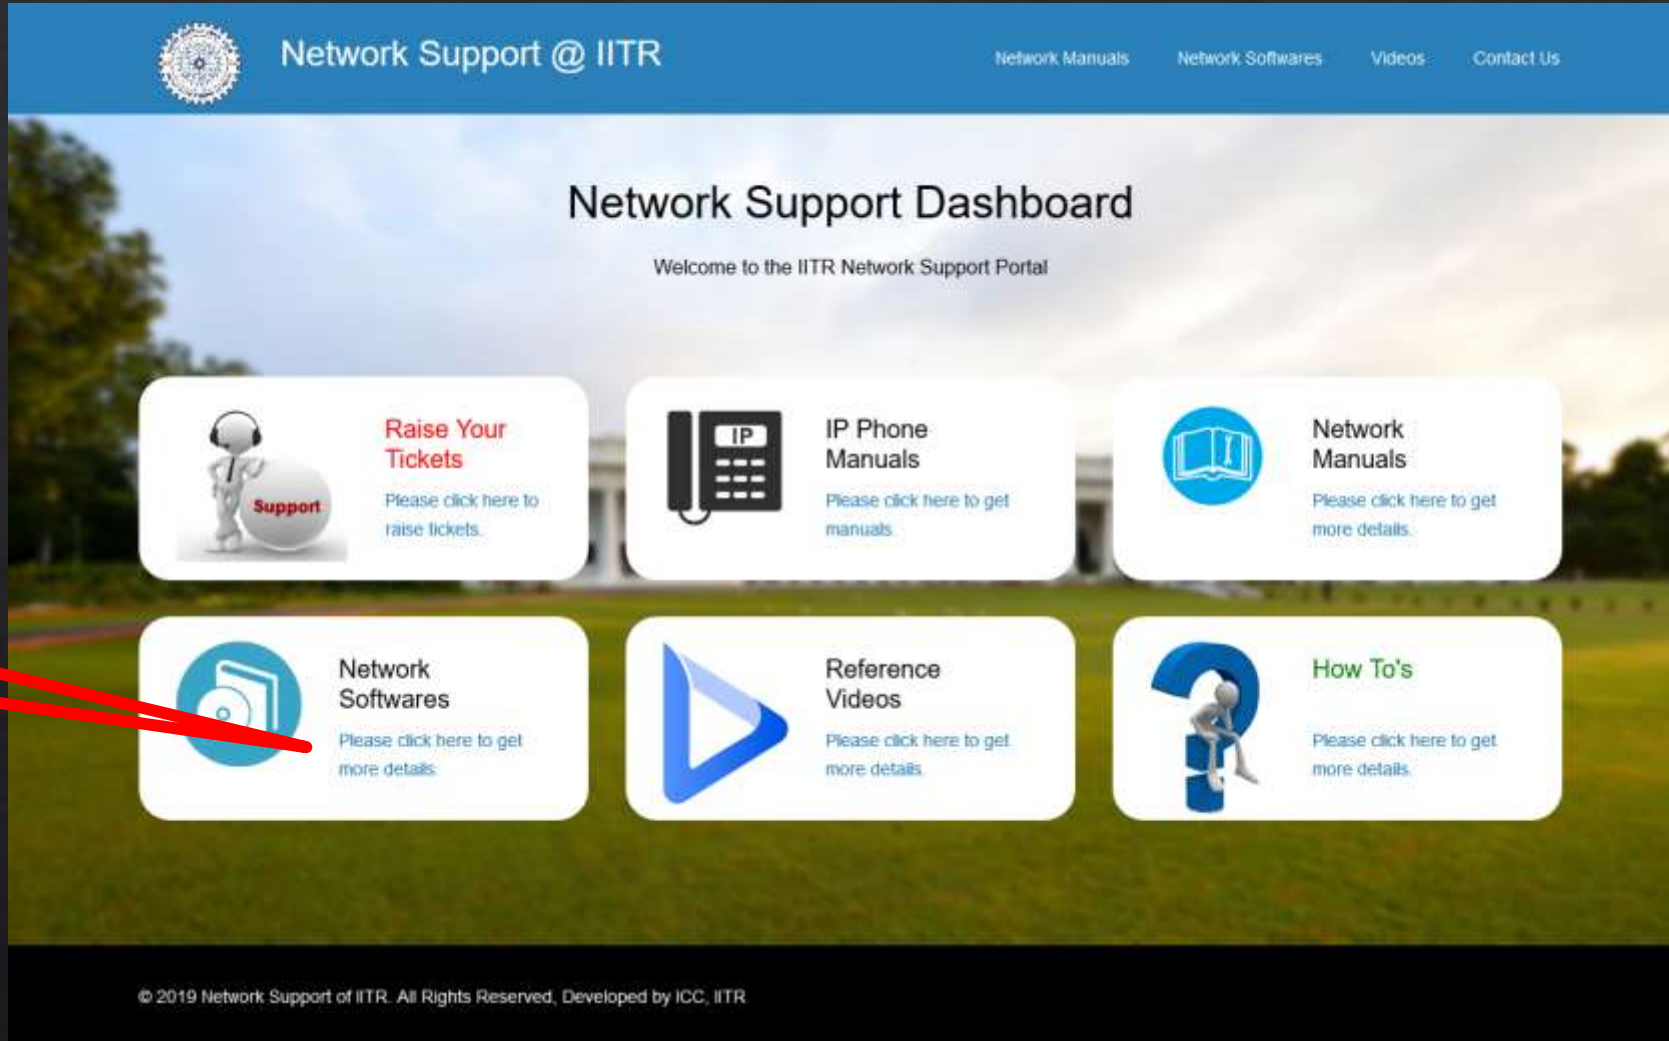 Network Support @ IITR
Network Manuals
Network Softwares
Videos
Contact Us
Network Support Dashboard
Welcome to the IITR Network Support Portal
Support
Raise Your
Tickets
Please click here to
raise tickets.
IP
IP Phone
Manuals
Please click here to get
manuals.
Network
Manuals
Please click here to get
more details.
Network
Softwares
Please click here to get
more details.
Reference
Videos
Please click here to get
more details.
How To's
Please click here to get
more details.
© 2019 Network Support of IITR. All Rights Reserved, Developed by ICC, IITR